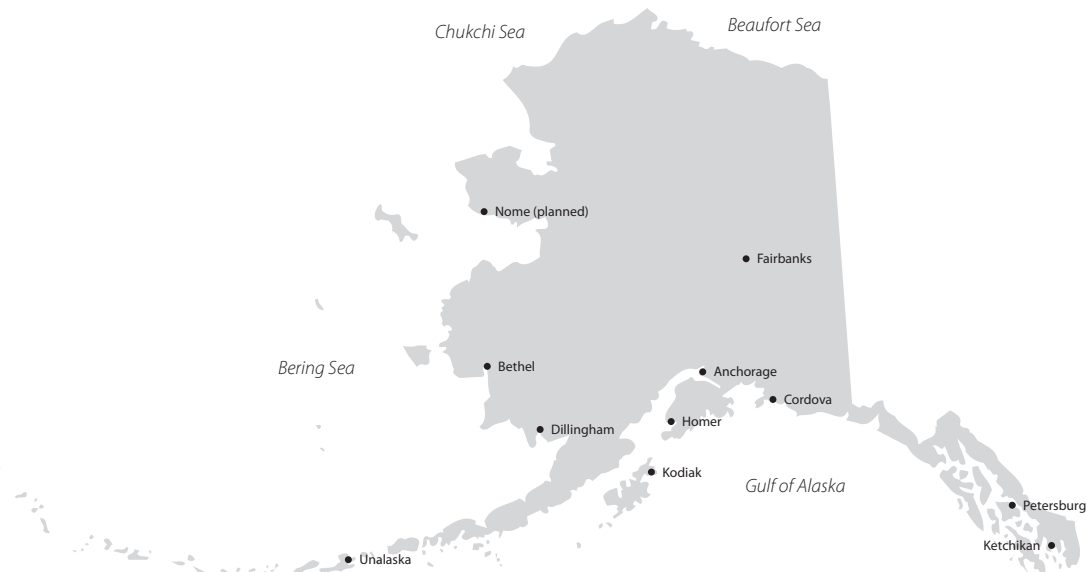 Chukchi Sea
Beaufort Sea
Nome (planned)
Fairbanks
Bering Sea
Bethel
Anchorage
Cordova
Homer
Dillingham
Kodiak
Gulf of Alaska
Petersburg
Ketchikan
Unalaska